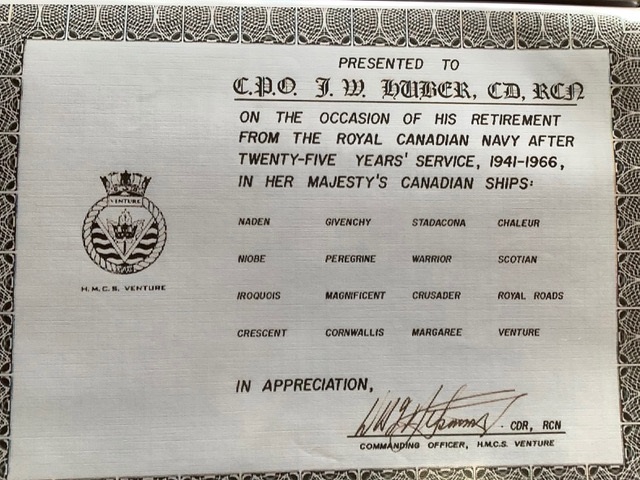 PRESENTED TO
C.P.O. J. W. HUBER, CD, RCN
ON THE OCCASION OF HIS RETIREMENT
FROM THE ROYAL CANADIAN NAVY AFTER
TWENTY-FIVE YEARS' SERVICE, 1941-1966,
IN HER MAJESTY'S CANADIAN SHIPS:
NADEN GIVENCHY STADACONA CHALEUR
NIOBE PEREGRINE WARRIOR SCOTIAN
IROQUOIS MAGNIFICENT CRUSADER ROYAL ROADS
CRESCENT CORNWALLIS MARGAREE VENTURE
VENTURE
H.M.C.S. VENTURE
IN APPRECIATION,
CDR, RCN
COMMANDING OFFICER, H.M.C.S. VENTURE